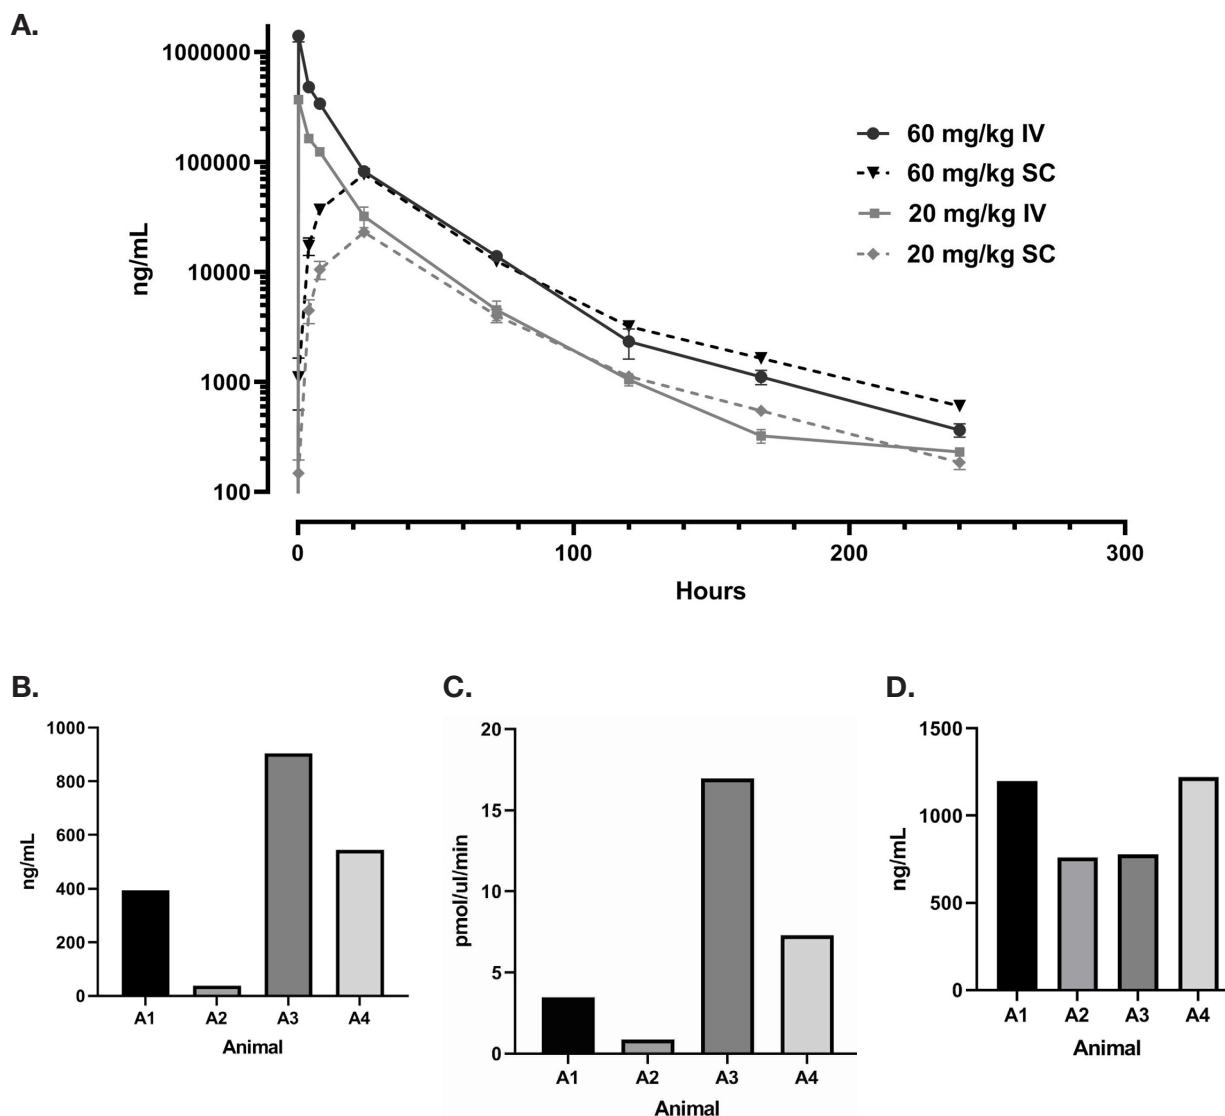 A.
1000000
100000
10000
1000
100
ng/mL
60 mg/kg IV
60 mg/kg SC
20 mg/kg IV
20 mg/kg SC
0
100
200
300
Hours
B.
1000
800
600
400
200
0
ng/mL
A1 A2 A3 A4
Animal
C.
20
15
10
5
0
pmol/ul/min
A1 A2 A3 A4
Animal
D.
1500
1000
500
0
ng/mL
A1 A2 A3 A4
Animal